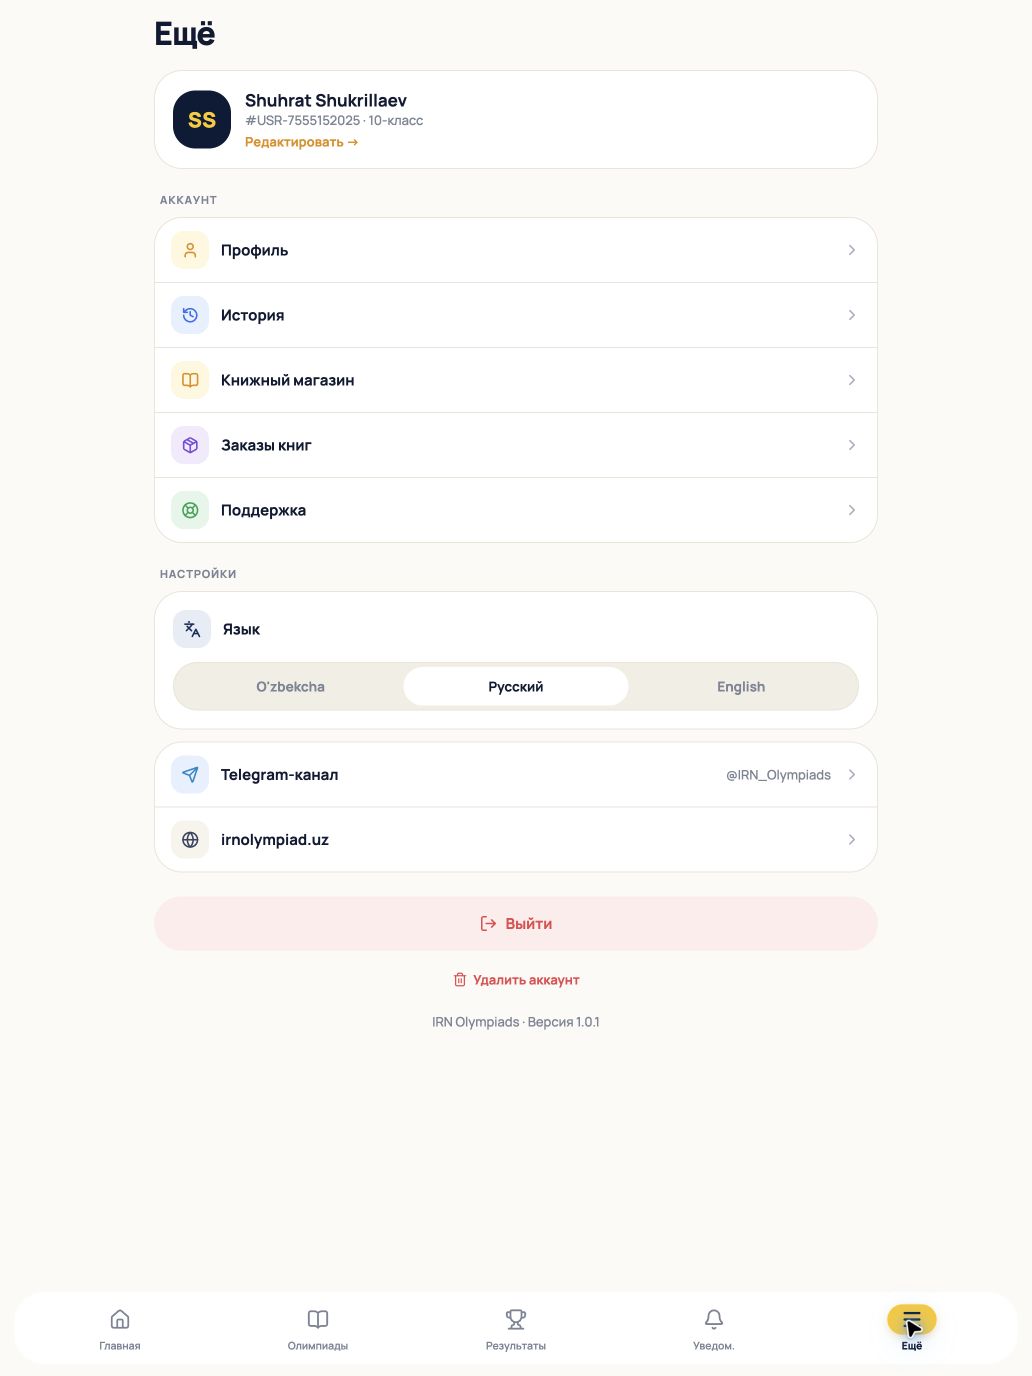 Ещё
SS
Shuhrat Shukrillaev
#USR-7555152025 · 10-класс
Редактировать →
АККАУНТ
Профиль
История
Книжный магазин
Заказы книг
Поддержка
НАСТРОЙКИ
Язык
O'zbekcha Русский English
Telegram-канал @IRN_Olympiads
irnolympiad.uz
Выйти
Удалить аккаунт
IRN Olympiads · Версия 1.0.1
Главная Олимпиады Результаты Уведом. Ещё